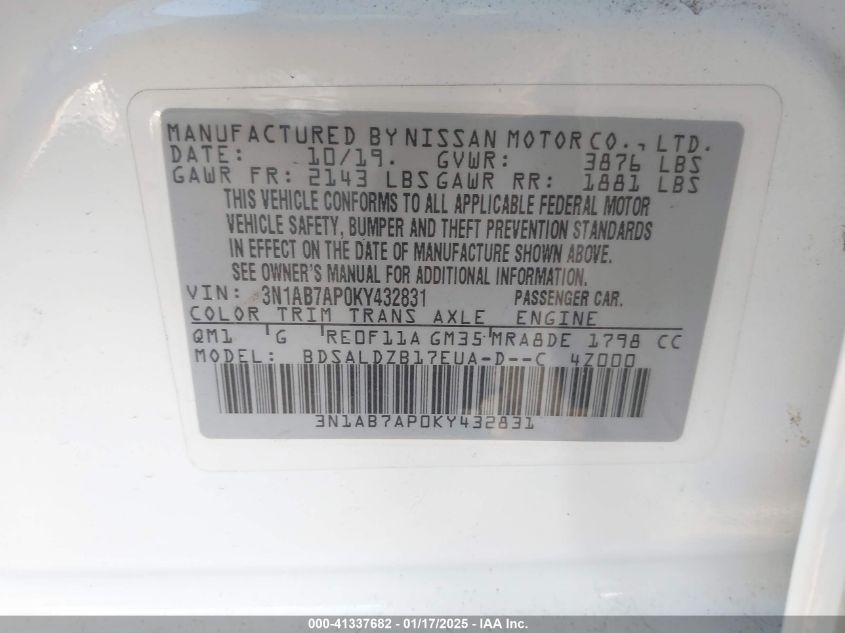 MANUFACTURED BY NISSAN MOTOR CO., LTD.
DATE: 10/19. GVWR: 3876 LBS
GAWR FR: 2143 LBS GAWR RR: 1881 LBS
THIS VEHICLE CONFORMS TO ALL APPLICABLE FEDERAL MOTOR
VEHICLE SAFETY, BUMPER AND THEFT PREVENTION STANDARDS
IN EFFECT ON THE DATE OF MANUFACTURE SHOWN ABOVE.
SEE OWNER'S MANUAL FOR ADDITIONAL INFORMATION.
VIN: 3N1AB7AP0KY432831 PASSENGER CAR.
COLOR TRIM TRANS AXLE ENGINE
QM1 G RE0F11A GM35 MRA8DE 1798 CC
MODEL: BDSALDZB17EUA-D--C 4Z000
3N1AB7AP0KY432831
000-41337682 / 01/17/2025 - IAA Inc.